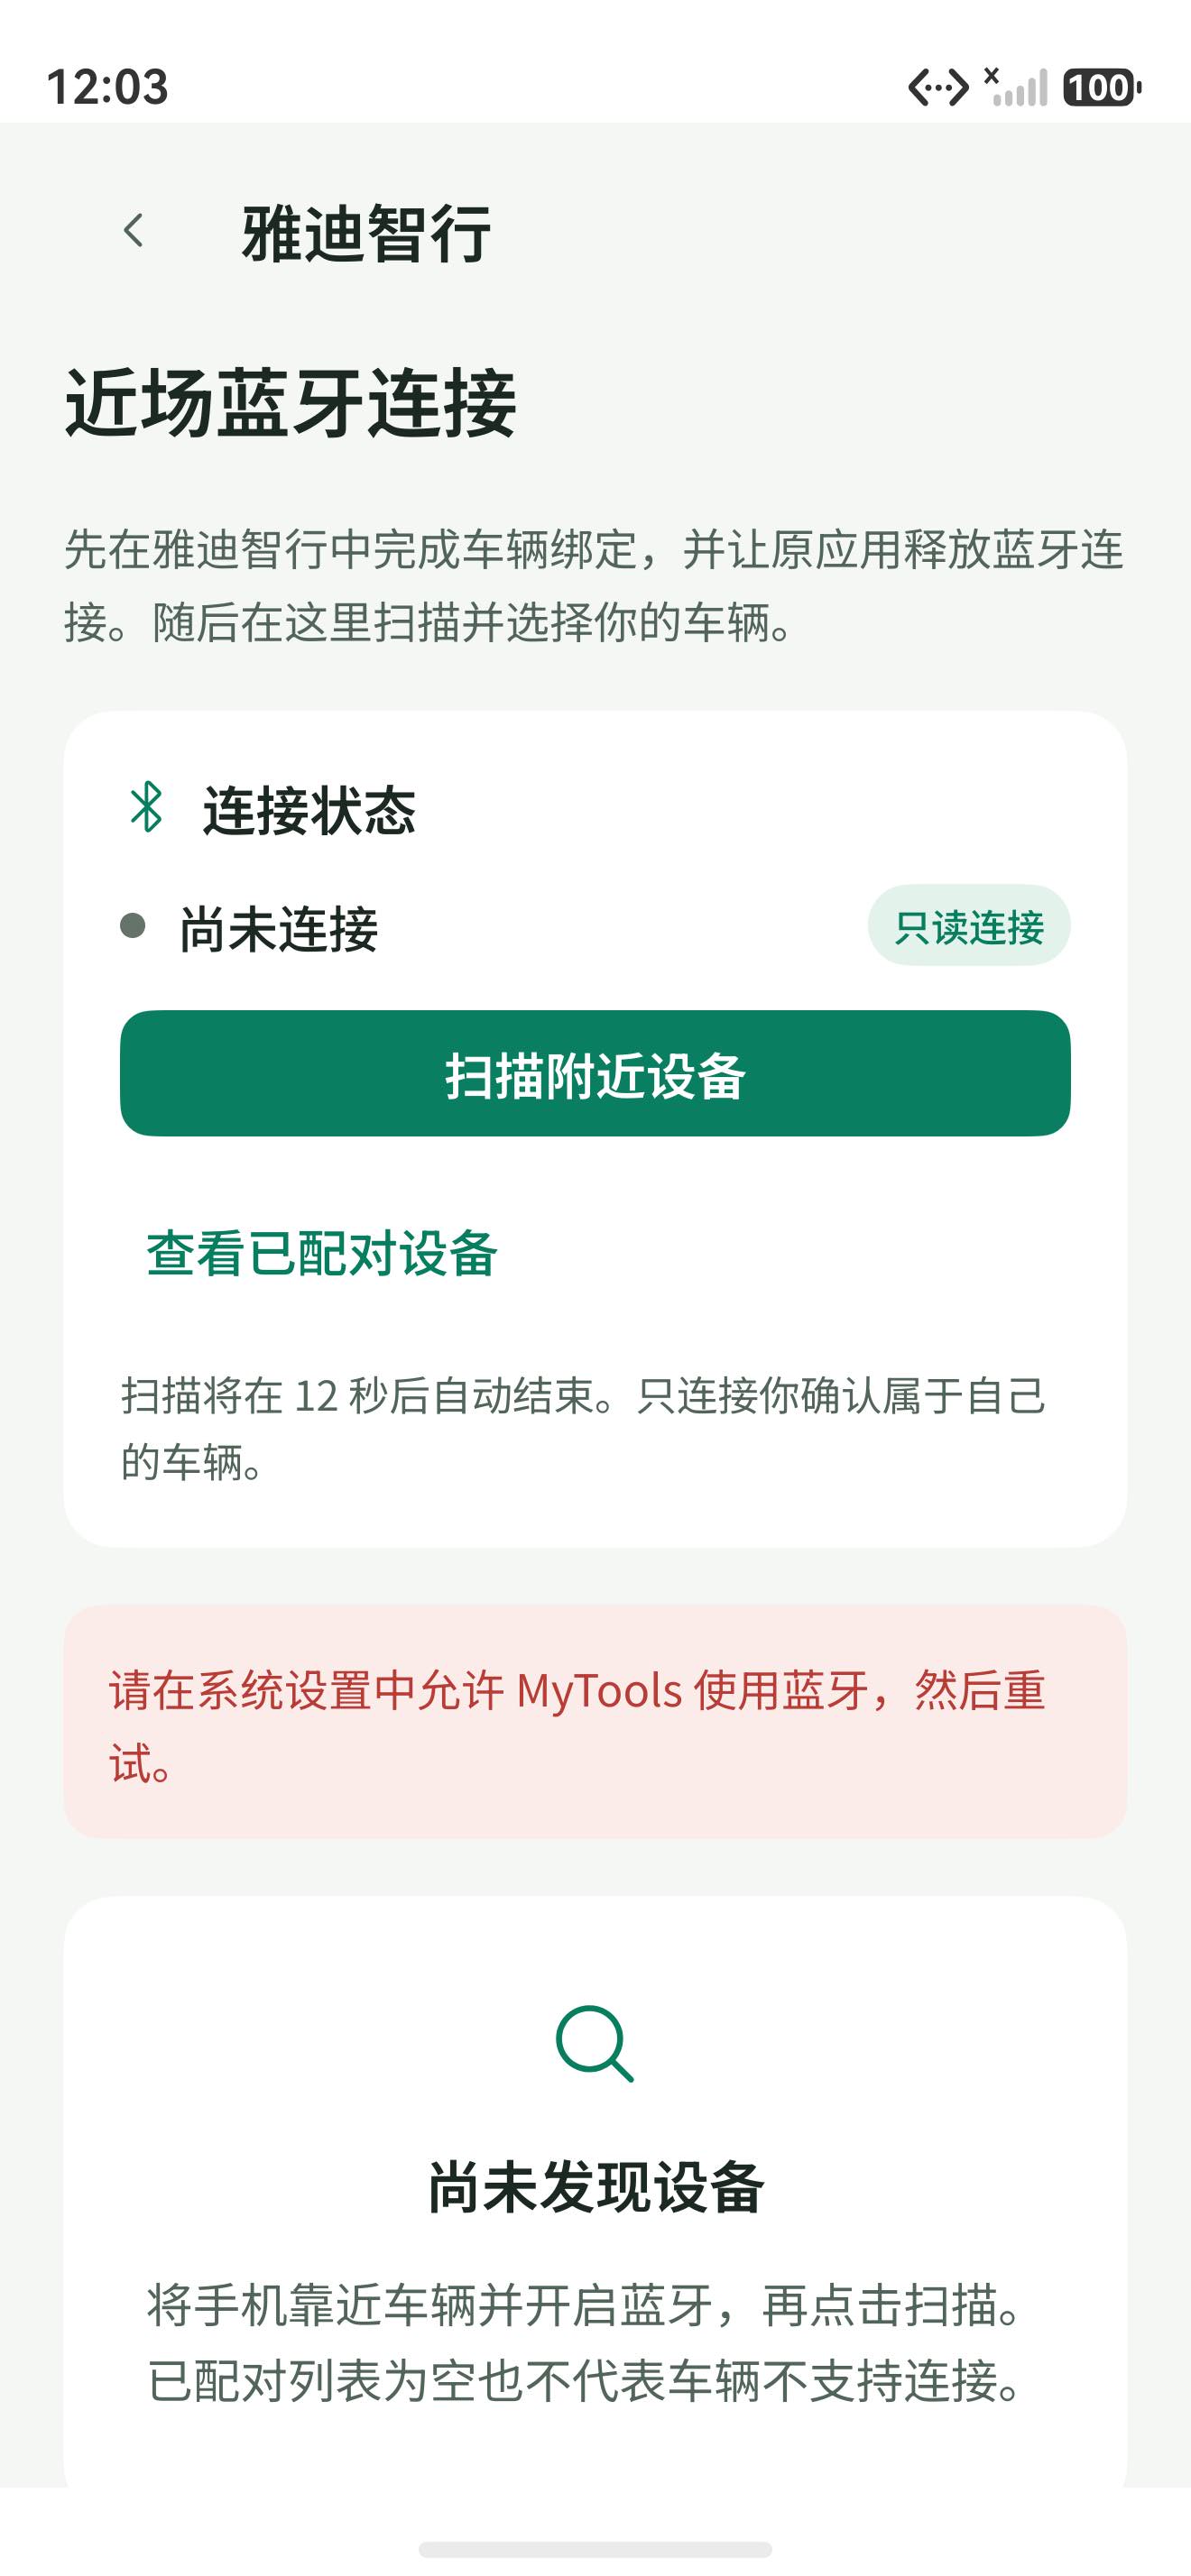 12:03
100
雅迪智行
近场蓝牙连接
先在雅迪智行中完成车辆绑定，并让原应用释放蓝牙连
接。随后在这里扫描并选择你的车辆。
连接状态
尚未连接
只读连接
扫描附近设备
查看已配对设备
扫描将在 12 秒后自动结束。只连接你确认属于自己
的车辆。
请在系统设置中允许 MyTools 使用蓝牙，然后重
试。
尚未发现设备
将手机靠近车辆并开启蓝牙，再点击扫描。
已配对列表为空也不代表车辆不支持连接。